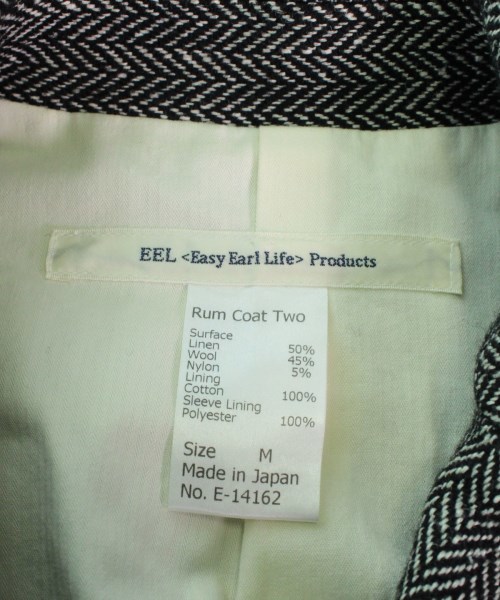 EEL <Easy Earl Life> Products
Rum Coat Two
Surface
Linen 50%
Wool 45%
Nylon 5%
Lining
Cotton 100%
Sleeve Lining
Polyester 100%
Size M
Made in Japan
No. E-14162